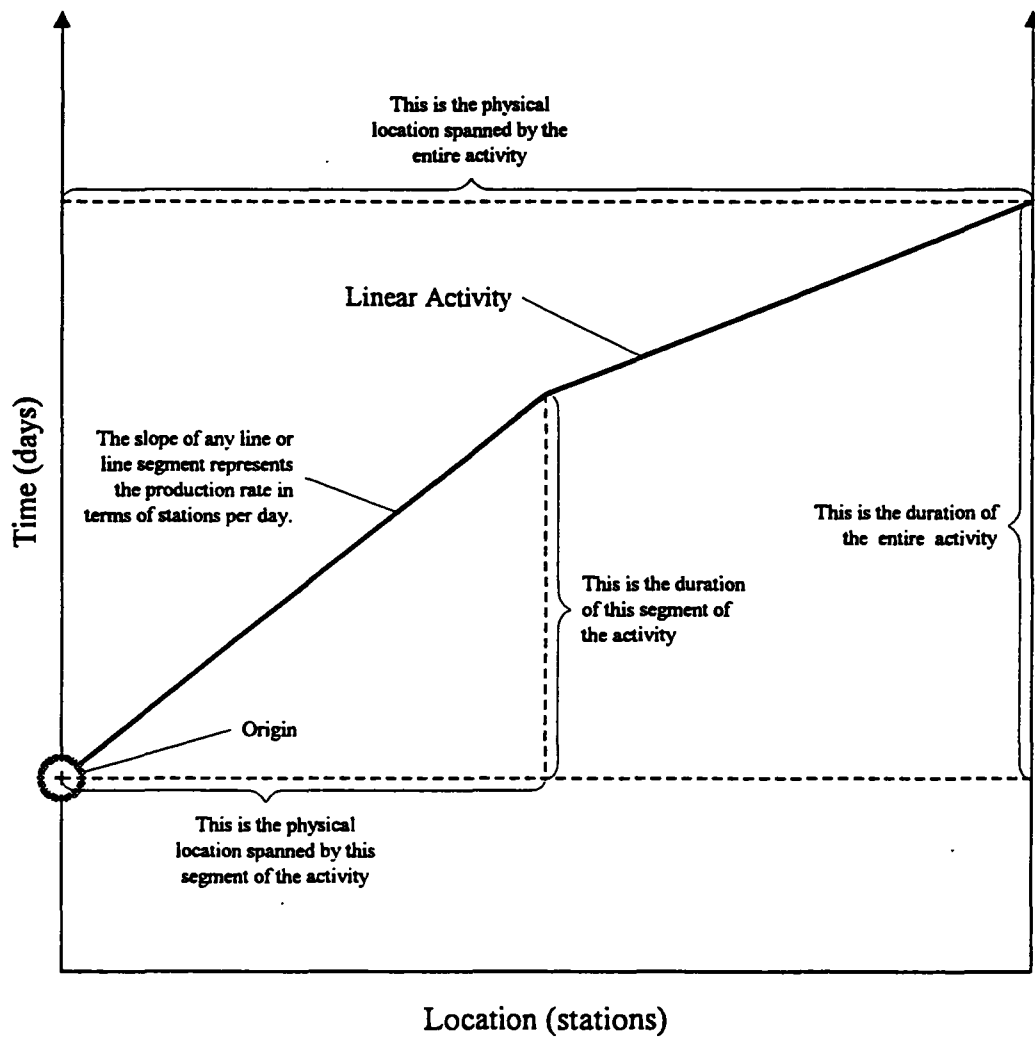 This is the physical
location spanned by the
entire activity
Linear Activity
The slope of any line or
line segment represents
the production rate in
terms of stations per day.
Time (days)
This is the duration of
the entire activity
This is the duration
of this segment of
the activity
Origin
This is the physical
location spanned by this
segment of the activity
Location (stations)